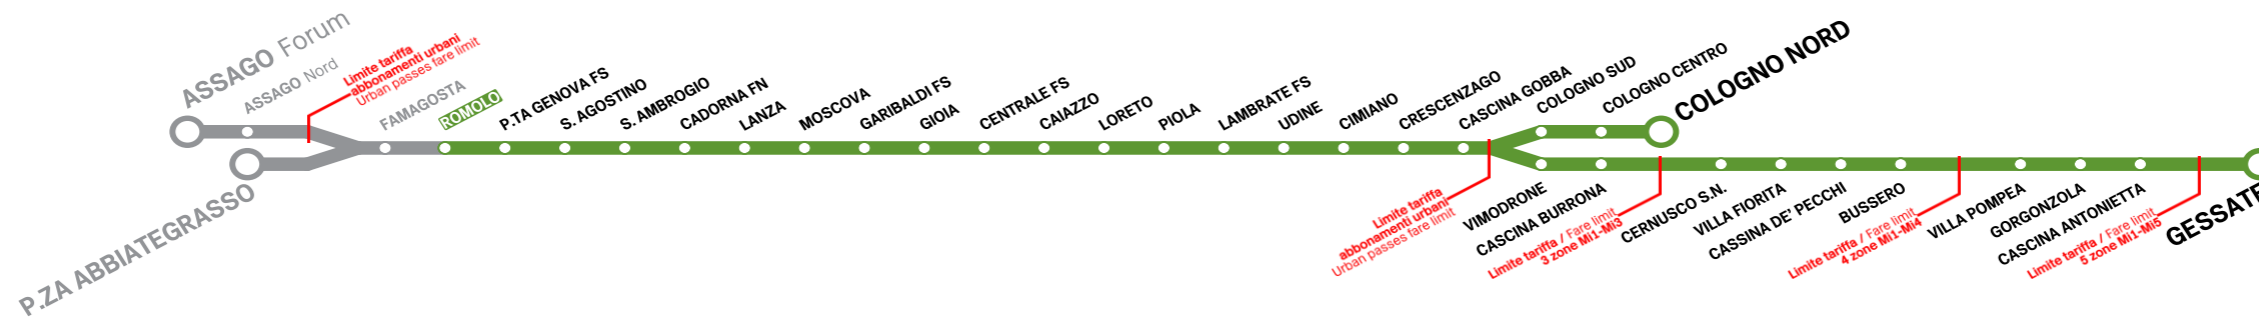 ASSAGO Forum
ASSAGO Nord
Limite tariffa
abbonamenti urbani
Urban passes fare limit
P.ZA ABBIATEGRASSO
FAMAGOSTA
ROMOLO
P.TA GENOVA FS
S. AGOSTINO
S. AMBROGIO
CADORNA FN
LANZA
MOSCOVA
GARIBALDI FS
GIOIA
CENTRALE FS
CAIAZZO
LORETO
PIOLA
LAMBRATE FS
UDINE
CIMIANO
CRESCENZAGO
CASCINA GOBBA
COLOGNO SUD
COLOGNO CENTRO
COLOGNO NORD
Limite tariffa
abbonamenti urbani
Urban passes fare limit
VIMODRONE
CASCINA BURRONA
Limite tariffa / Fare limit
3 zone Mi1-Mi3
CERNUSCO S.N.
VILLA FIORITA
CASSINA DE' PECCHI
BUSSERO
Limite tariffa / Fare limit
4 zone Mi1-Mi4
VILLA POMPEA
GORGONZOLA
CASCINA ANTONIETTA
Limite tariffa / Fare limit
5 zone Mi1-Mi5
GESSATE